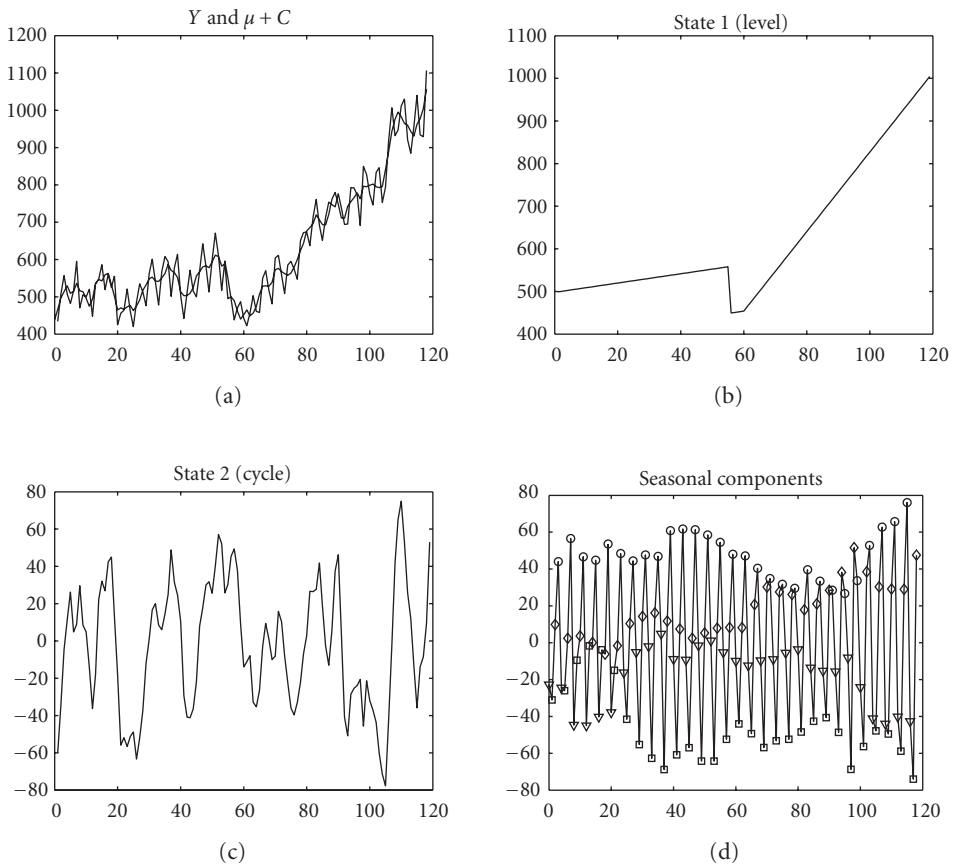 Y and μ + C
1200
1100
1000
900
800
700
600
500
400
0 20 40 60 80 100 120
(a)
State 1 (level)
1100
1000
900
800
700
600
500
400
0 20 40 60 80 100 120
(b)
State 2 (cycle)
80
60
40
20
0
−20
−40
−60
−80
0 20 40 60 80 100 120
(c)
Seasonal components
80
60
40
20
0
−20
−40
−60
−80
0 20 40 60 80 100 120
(d)